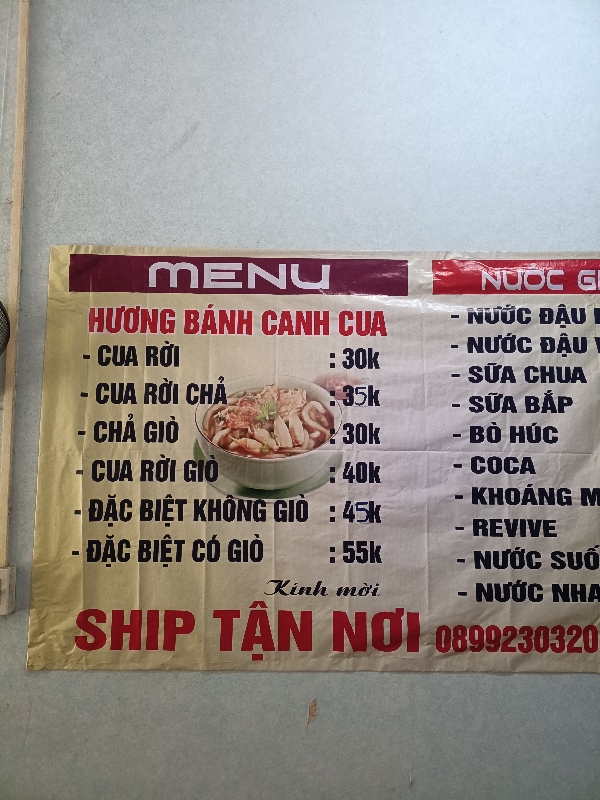 MENU
HƯƠNG BÁNH CANH CUA
- CUA RỜI : 30k
- CUA RỜI CHẢ : 35k
- CHẢ GIÒ : 30k
- CUA RỜI GIÒ : 40k
- ĐẶC BIỆT KHÔNG GIÒ : 45k
- ĐẶC BIỆT CÓ GIÒ : 55k
Kính mời
SHIP TẬN NƠI 0899230320
NƯỚC
- NƯỚC ĐẬU
- NƯỚC ĐẬU
- SỮA CHUA
- SỮA BẮP
- BÒ HÚC
- COCA
- KHOÁNG
- REVIVE
- NƯỚC
- NƯỚC